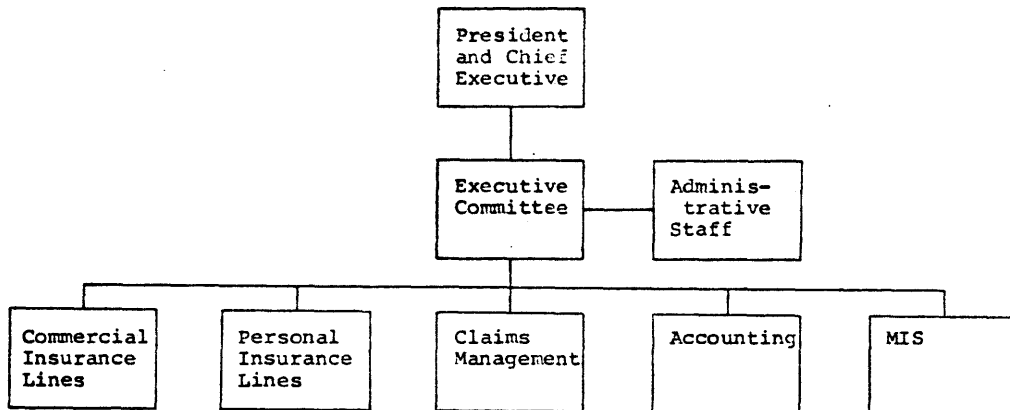 President
and Chief
Executive
Executive
Committee
Adminis-
trative
Staff
Commercial
Insurance
Lines
Personal
Insurance
Lines
Claims
Management
Accounting
MIS